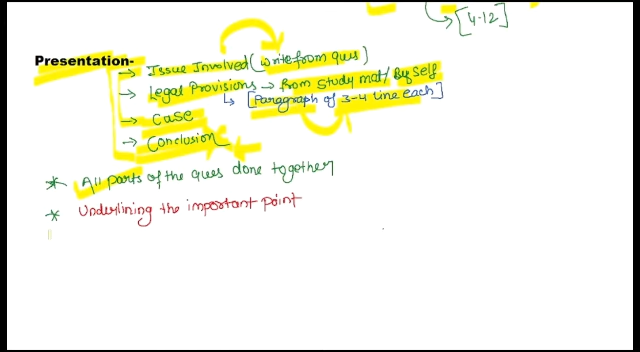 [4-12]
Presentation-
→ Issue Involved (write from ques)
→ Legal Provisions → from study mat/ By self
↳ [Paragraph of 3-4 line each]
→ Case
→ Conclusion
* All parts of the ques done together
* Underlining the important point